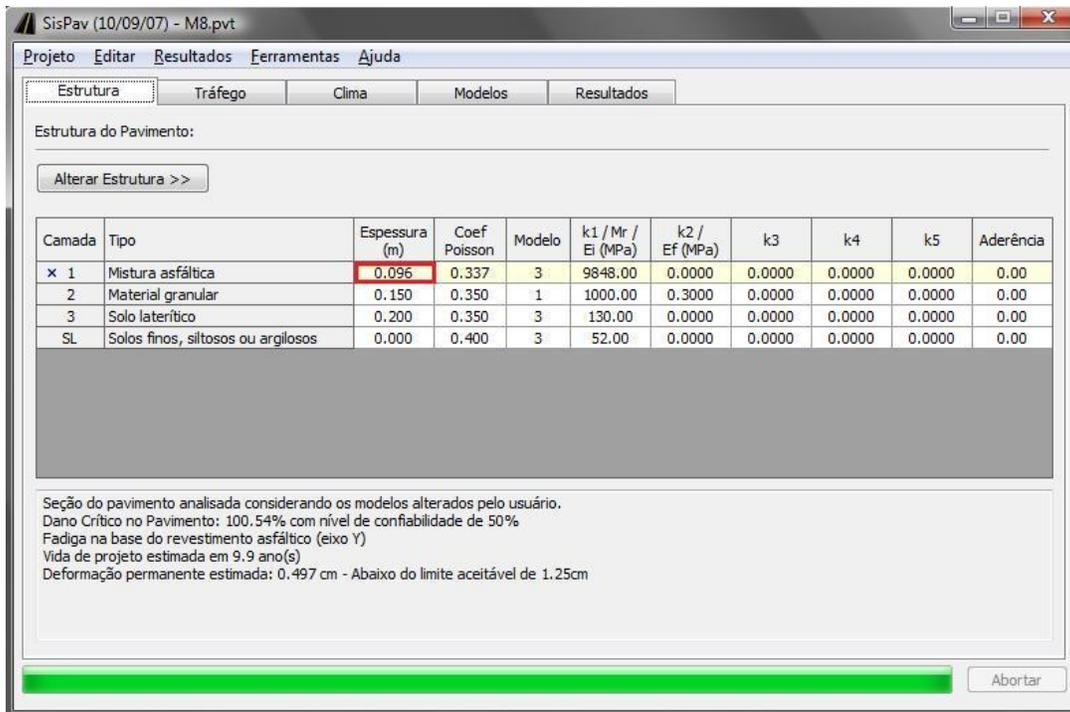 SisPav (10/09/07) - M8.pvt
Projeto Editar Resultados Ferramentas Ajuda
Estrutura Tráfego Clima Modelos Resultados
Estrutura do Pavimento:
Alterar Estrutura >>
Camada Tipo Espessura (m) Coef Poisson Modelo k1 / Mr / Ei (MPa) k2 / Ef (MPa) k3 k4 k5 Aderência
× 1 Mistura asfáltica 0.096 0.337 3 9848.00 0.0000 0.0000 0.0000 0.0000 0.00
2 Material granular 0.150 0.350 1 1000.00 0.3000 0.0000 0.0000 0.0000 0.00
3 Solo laterítico 0.200 0.350 3 130.00 0.0000 0.0000 0.0000 0.0000 0.00
SL Solos finos, siltosos ou argilosos 0.000 0.400 3 52.00 0.0000 0.0000 0.0000 0.0000 0.00
Seção do pavimento analisada considerando os modelos alterados pelo usuário.
Dano Crítico no Pavimento: 100.54% com nível de confiabilidade de 50%
Fadiga na base do revestimento asfáltico (eixo Y)
Vida de projeto estimada em 9.9 ano(s)
Deformação permanente estimada: 0.497 cm - Abaixo do limite aceitável de 1.25cm
Abortar